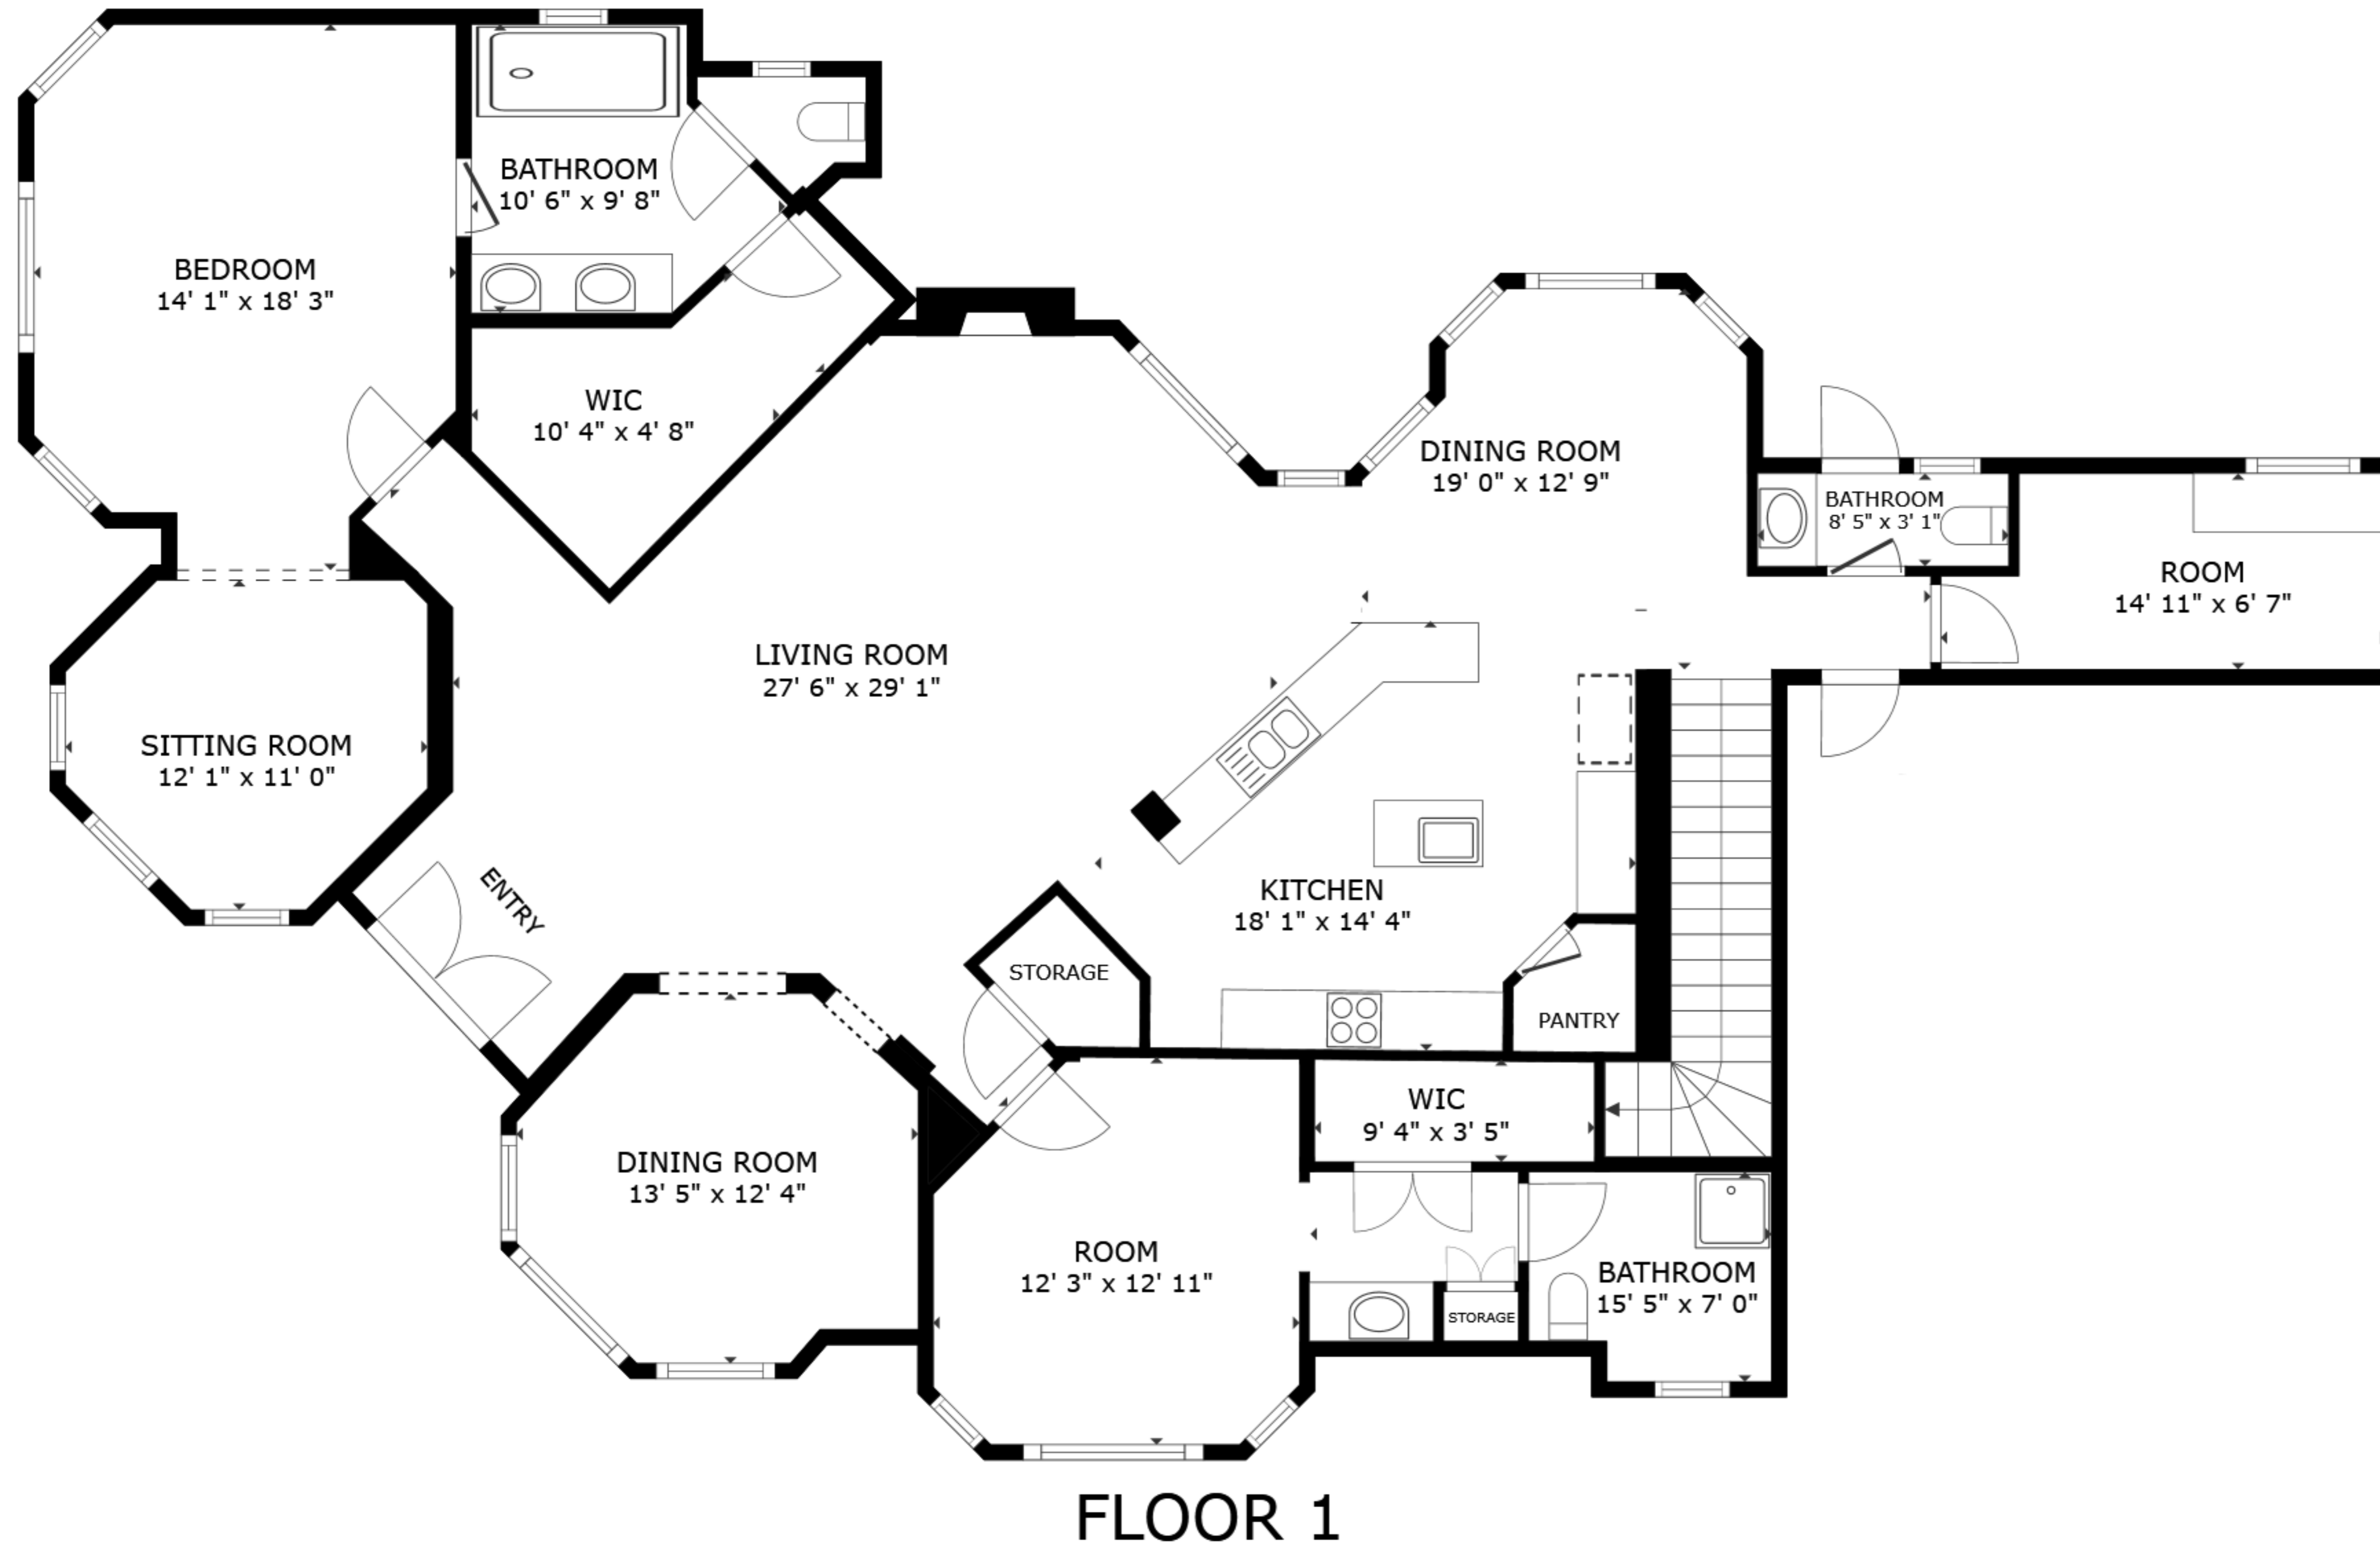 BATHROOM
10' 6" x 9' 8"
BEDROOM
14' 1" x 18' 3"
WIC
10' 4" x 4' 8"
DINING ROOM
19' 0" x 12' 9"
BATHROOM
8' 5" x 3' 1"
ROOM
14' 11" x 6' 7"
LIVING ROOM
27' 6" x 29' 1"
SITTING ROOM
12' 1" x 11' 0"
ENTRY
KITCHEN
18' 1" x 14' 4"
STORAGE
PANTRY
WIC
9' 4" x 3' 5"
DINING ROOM
13' 5" x 12' 4"
ROOM
12' 3" x 12' 11"
BATHROOM
15' 5" x 7' 0"
STORAGE
FLOOR 1